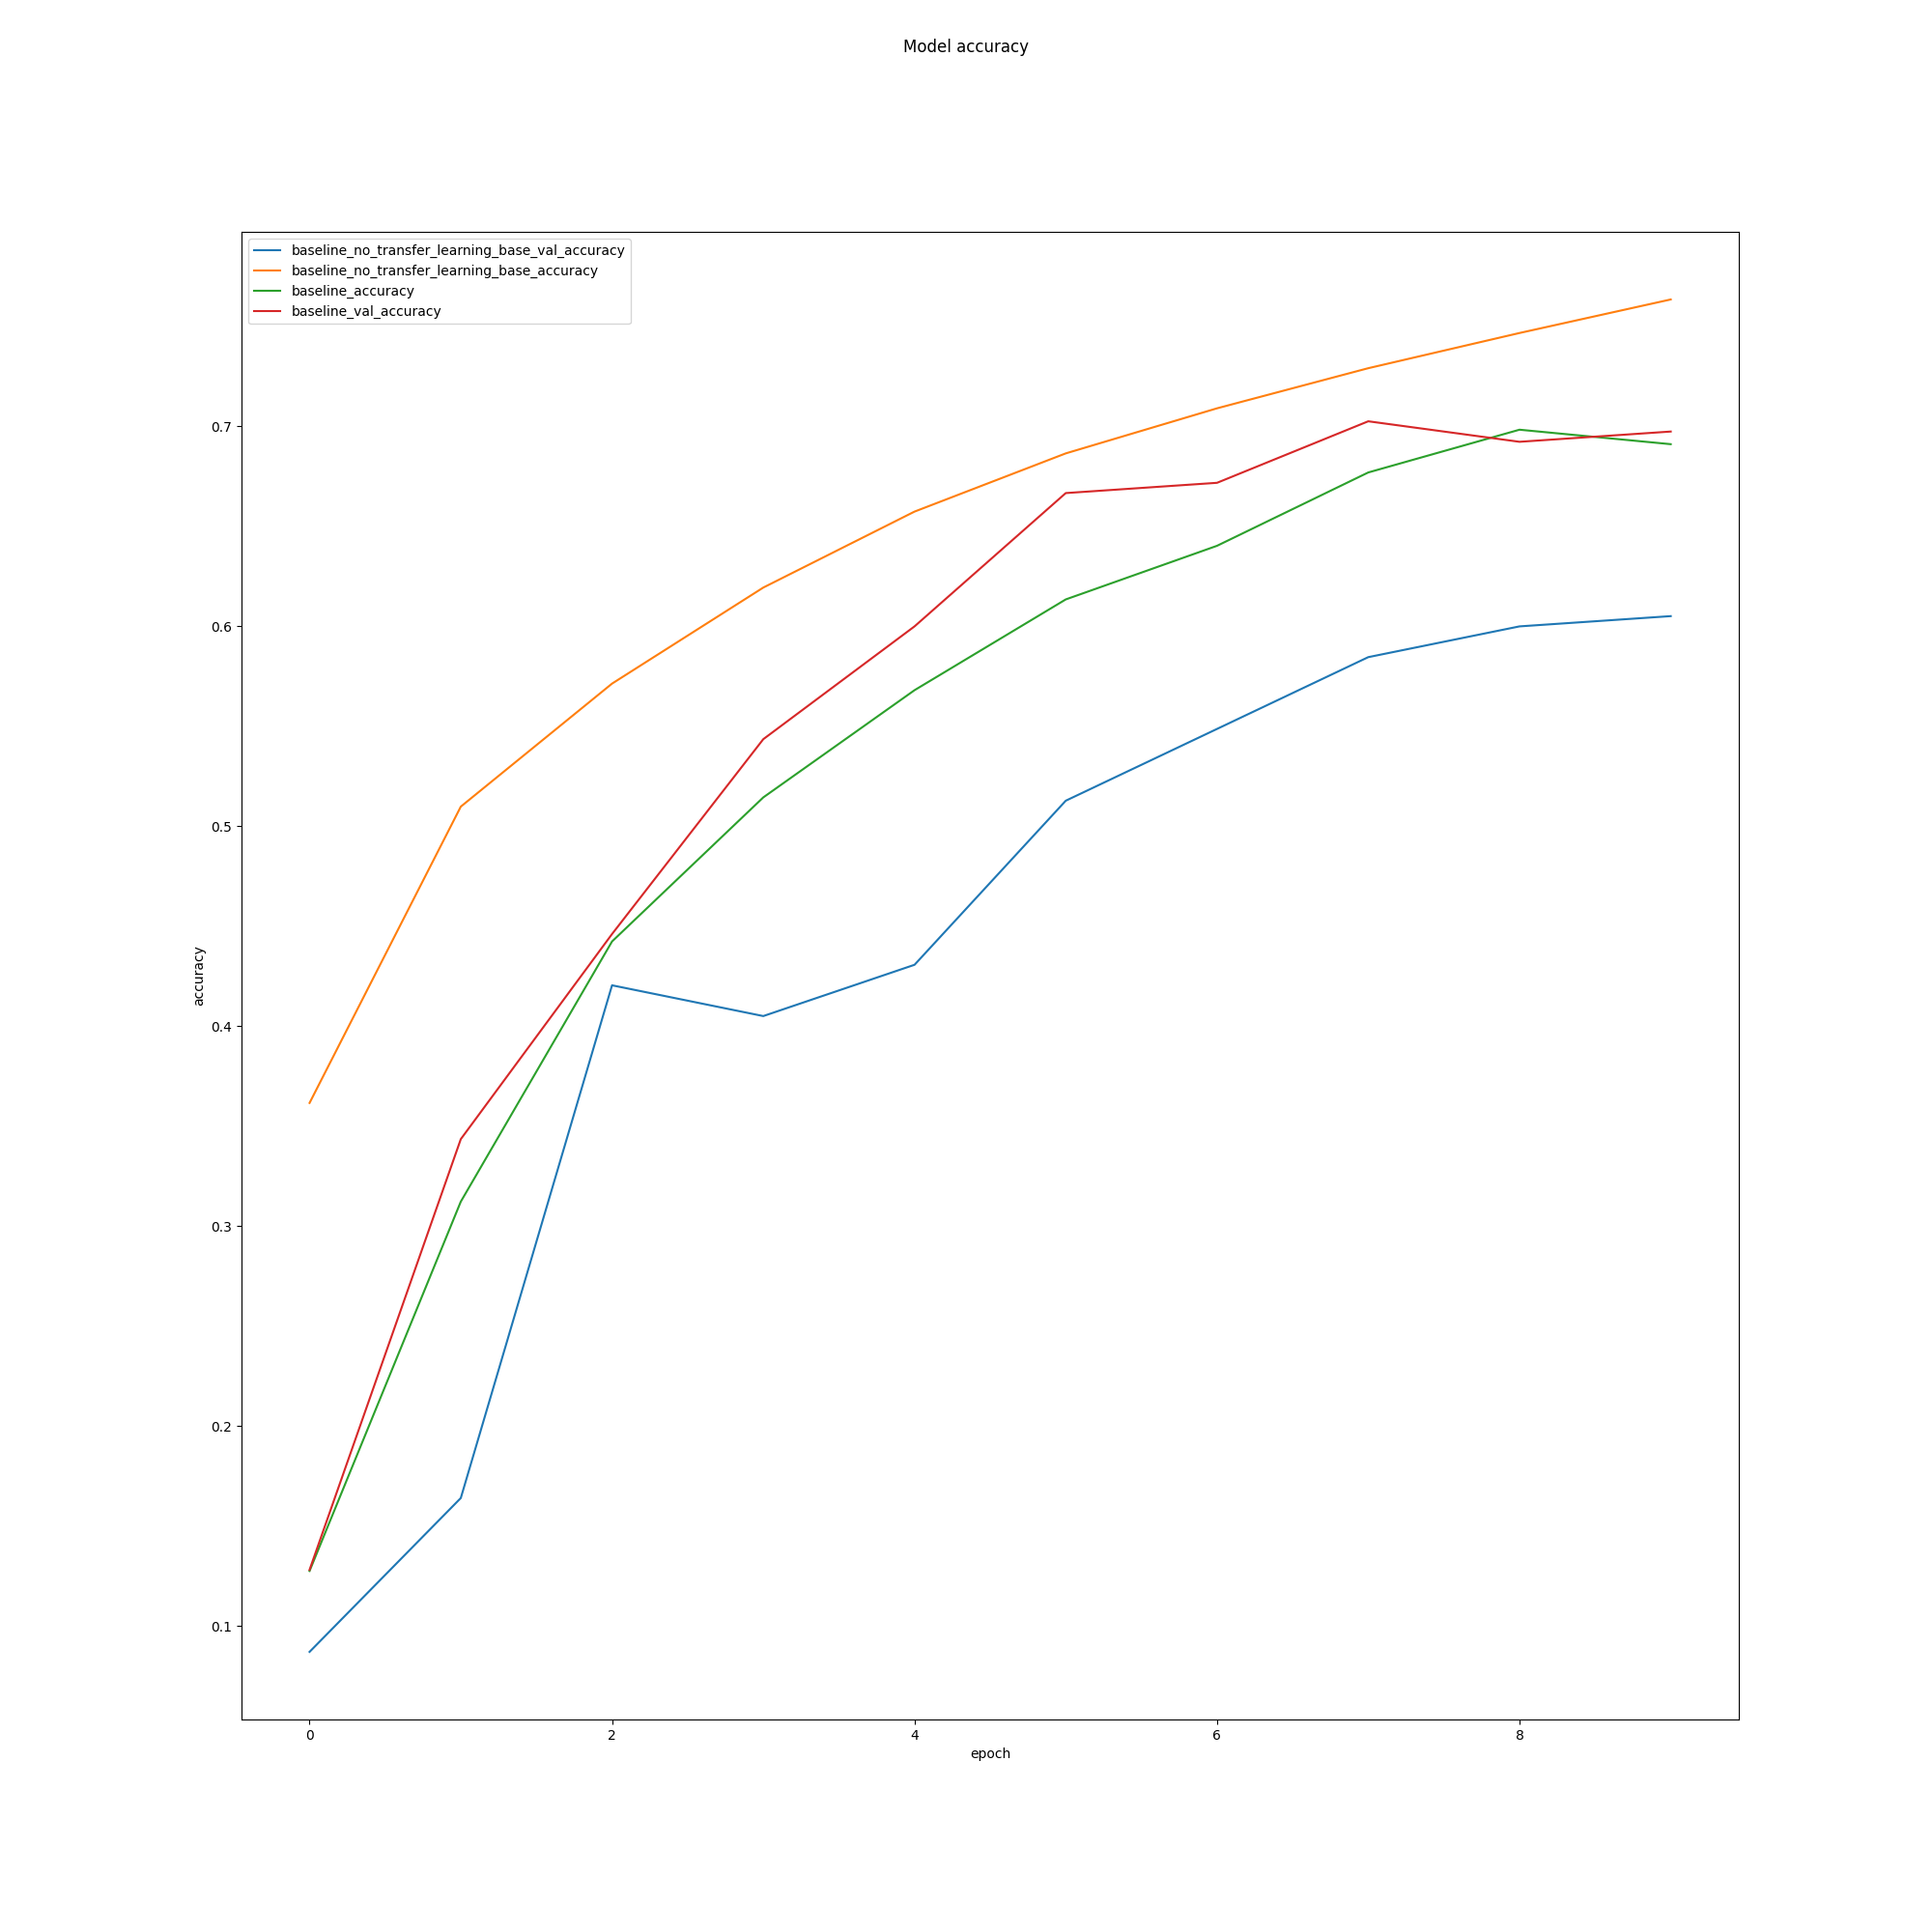 Model accuracy
baseline_no_transfer_learning_base_val_accuracy
baseline_no_transfer_learning_base_accuracy
baseline_accuracy
baseline_val_accuracy
0.7
0.6
0.5
accuracy
0.4
0.3
0.2
0.1
0 2 4 6 8
epoch